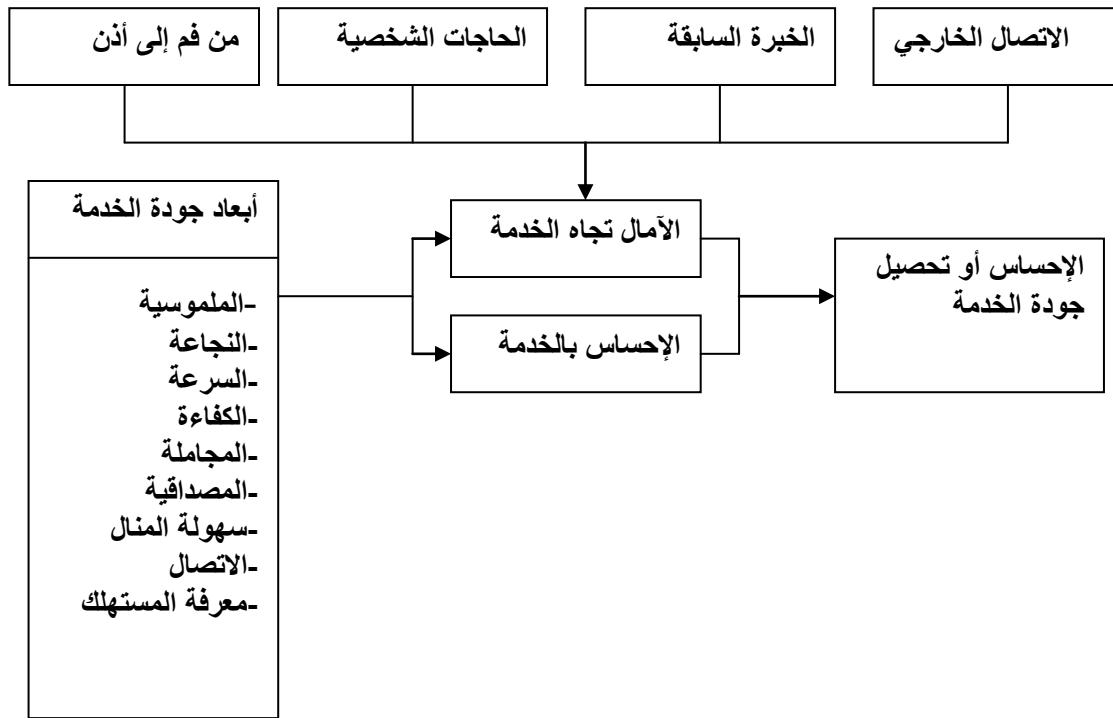 الاتصال الخارجي
الخبرة السابقة
الحاجات الشخصية
من فم إلى أذن
أبعاد جودة الخدمة
-الملموسية
-النجاعة
-السرعة
-الكفاءة
-المجاملة
-المصداقية
-سهولة المنال
-الاتصال
-معرفة المستهلك
الآمال تجاه الخدمة
الإحساس بالخدمة
الإحساس أو تحصيل
جودة الخدمة